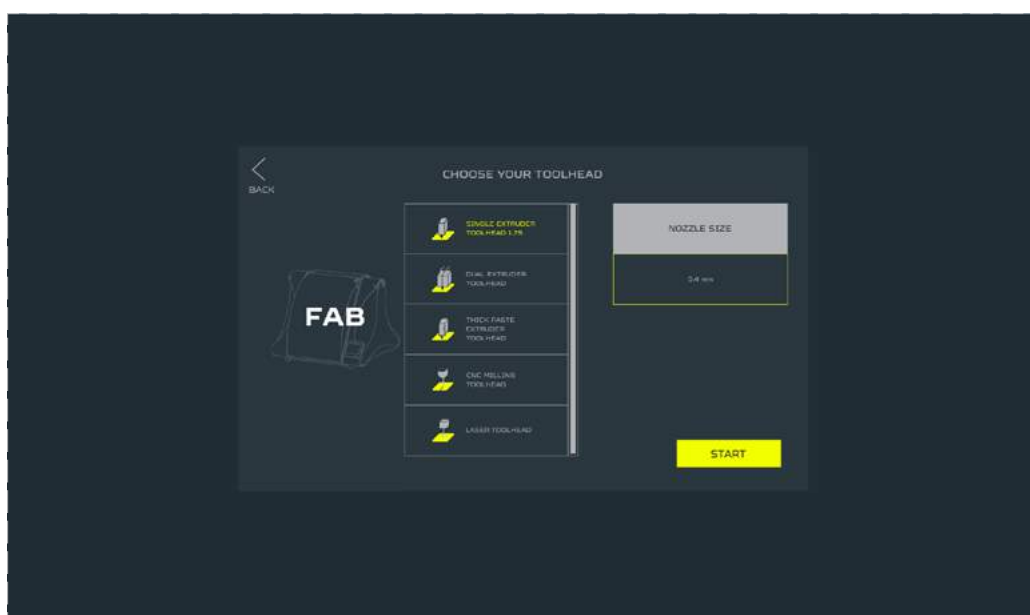 BACK
CHOOSE YOUR TOOLHEAD
FAB
SINGLE EXTRUDER
TOOLHEAD 1.75
DUAL EXTRUDER
TOOLHEAD
THICK PASTE
EXTRUDER
TOOLHEAD
CNC MILLING
TOOLHEAD
LASER TOOLHEAD
NOZZLE SIZE
mm
START